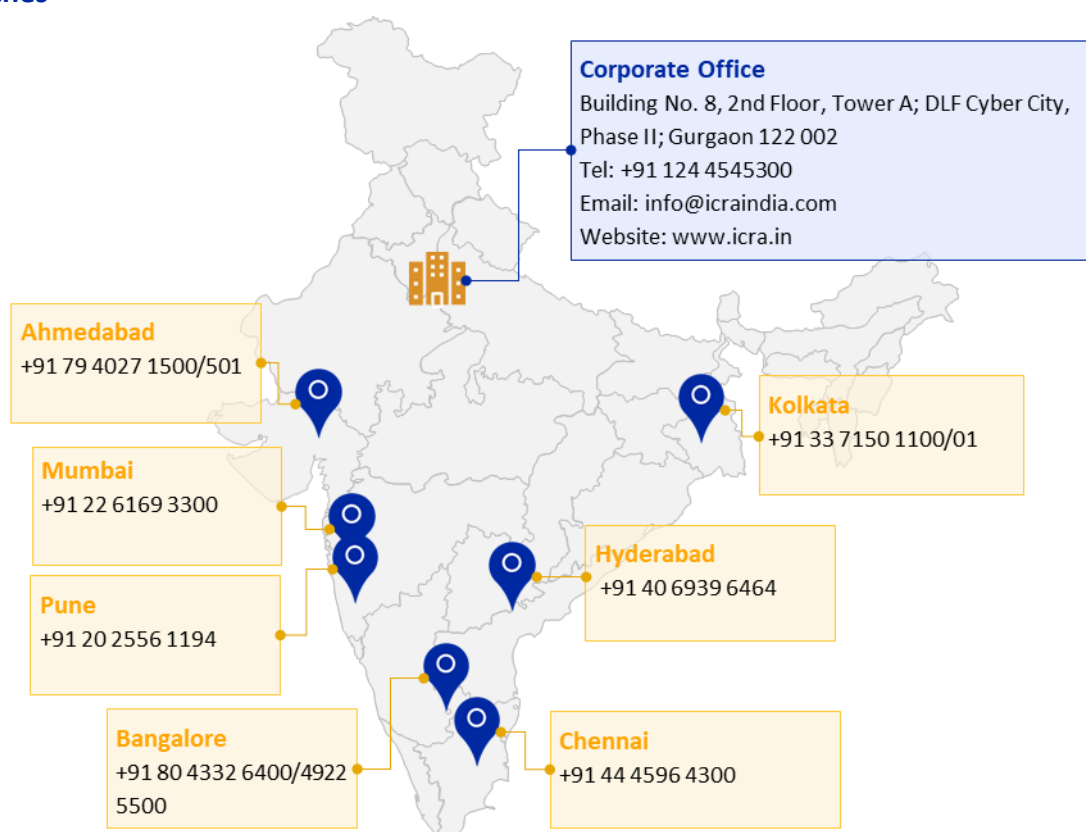 Corporate Office
Building No. 8, 2nd Floor, Tower A; DLF Cyber City,
Phase II; Gurgaon 122 002
Tel: +91 124 4545300
Email: info@icraindia.com
Website: www.icra.in
Ahmedabad
+91 79 4027 1500/501
Kolkata
+91 33 7150 1100/01
Mumbai
+91 22 6169 3300
Hyderabad
+91 40 6939 6464
Pune
+91 20 2556 1194
Bangalore
+91 80 4332 6400/4922
5500
Chennai
+91 44 4596 4300